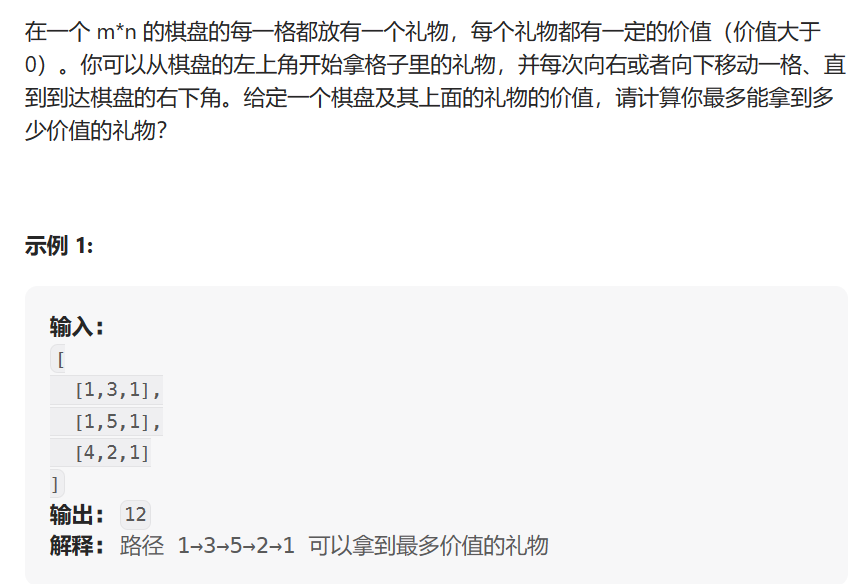 在一个 m*n 的棋盘的每一格都放有一个礼物，每个礼物都有一定的价值（价值大于
0）。你可以从棋盘的左上角开始拿格子里的礼物，并每次向右或者向下移动一格、直
到到达棋盘的右下角。给定一个棋盘及其上面的礼物的价值，请计算你最多能拿到多
少价值的礼物？
示例 1:
输入：
[
[1,3,1],
[1,5,1],
[4,2,1]
]
输出： 12
解释： 路径 1→3→5→2→1 可以拿到最多价值的礼物